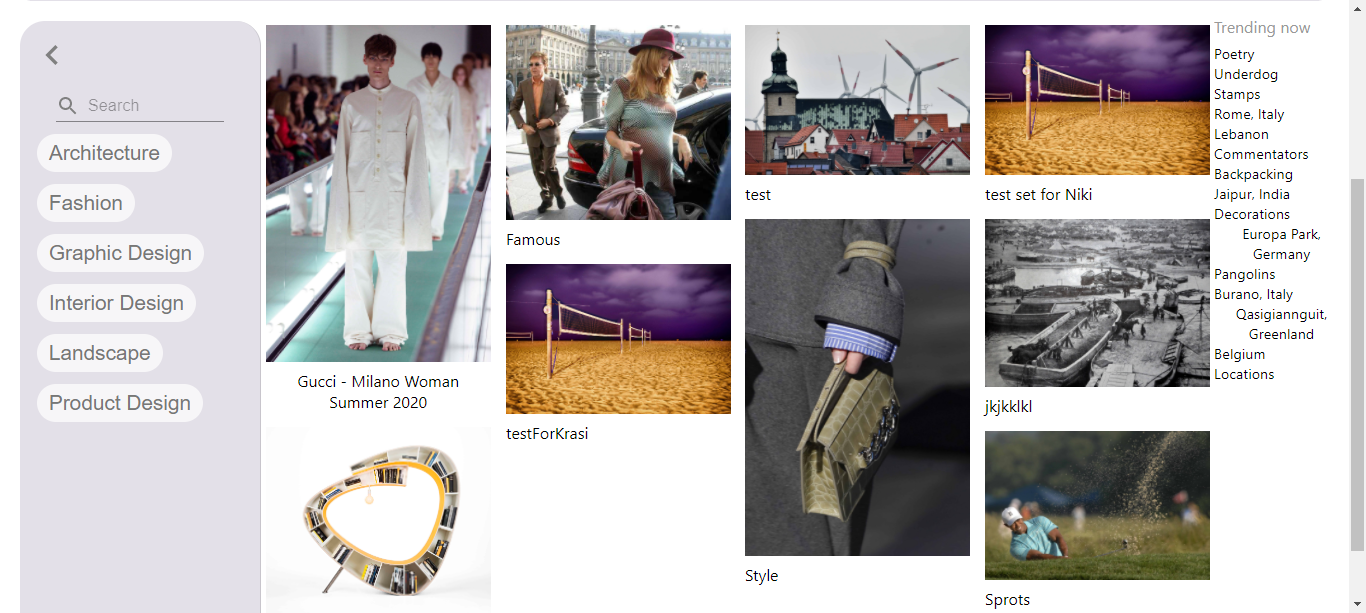 Search
Architecture
Fashion
Graphic Design
Interior Design
Landscape
Product Design
Gucci - Milano Woman
Summer 2020
Famous
testForKrasi
test
Style
test set for Niki
jkjkklkl
Sprots
Trending now
Poetry
Underdog
Stamps
Rome, Italy
Lebanon
Commentators
Backpacking
Jaipur, India
Decorations
Europa Park,
Germany
Pangolins
Burano, Italy
Qasigiannguit,
Greenland
Belgium
Locations